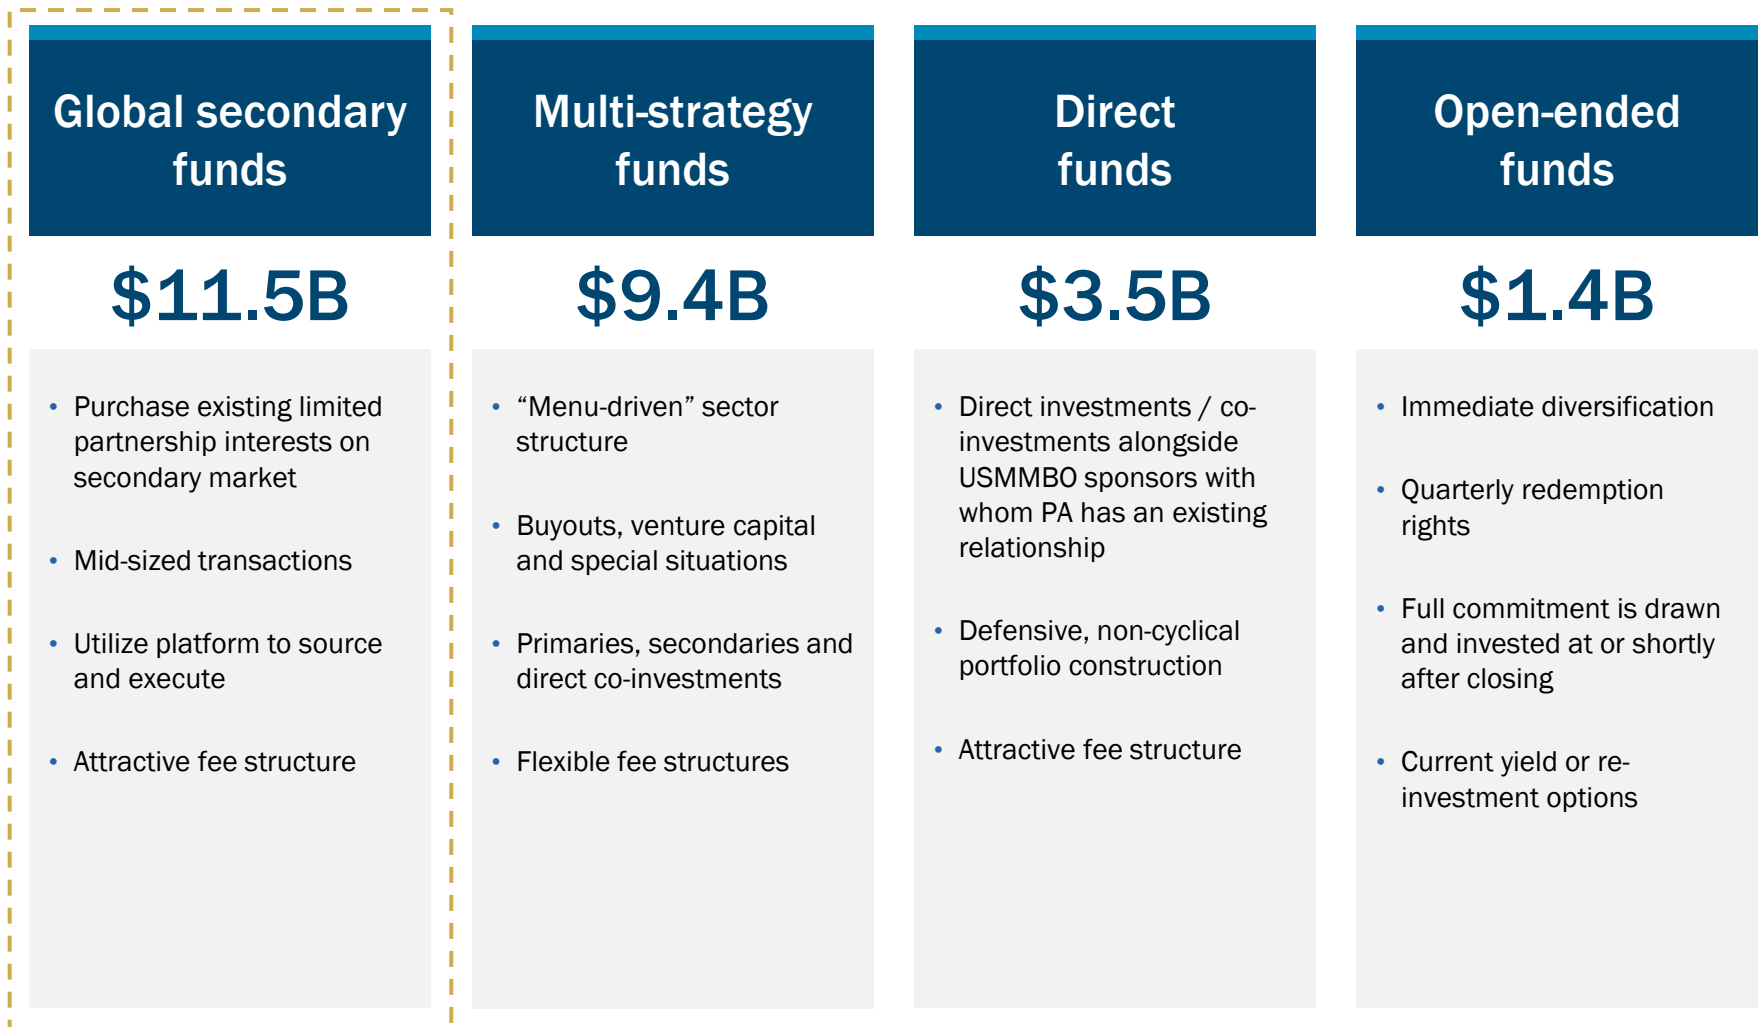 Global secondary
funds
$11.5B
• Purchase existing limited
partnership interests on
secondary market
• Mid-sized transactions
• Utilize platform to source
and execute
• Attractive fee structure
Multi-strategy
funds
$9.4B
• “Menu-driven” sector
structure
• Buyouts, venture capital
and special situations
• Primaries, secondaries and
direct co-investments
• Flexible fee structures
Direct
funds
$3.5B
• Direct investments / co-
investments alongside
USMMBO sponsors with
whom PA has an existing
relationship
• Defensive, non-cyclical
portfolio construction
• Attractive fee structure
Open-ended
funds
$1.4B
• Immediate diversification
• Quarterly redemption
rights
• Full commitment is drawn
and invested at or shortly
after closing
• Current yield or re-
investment options